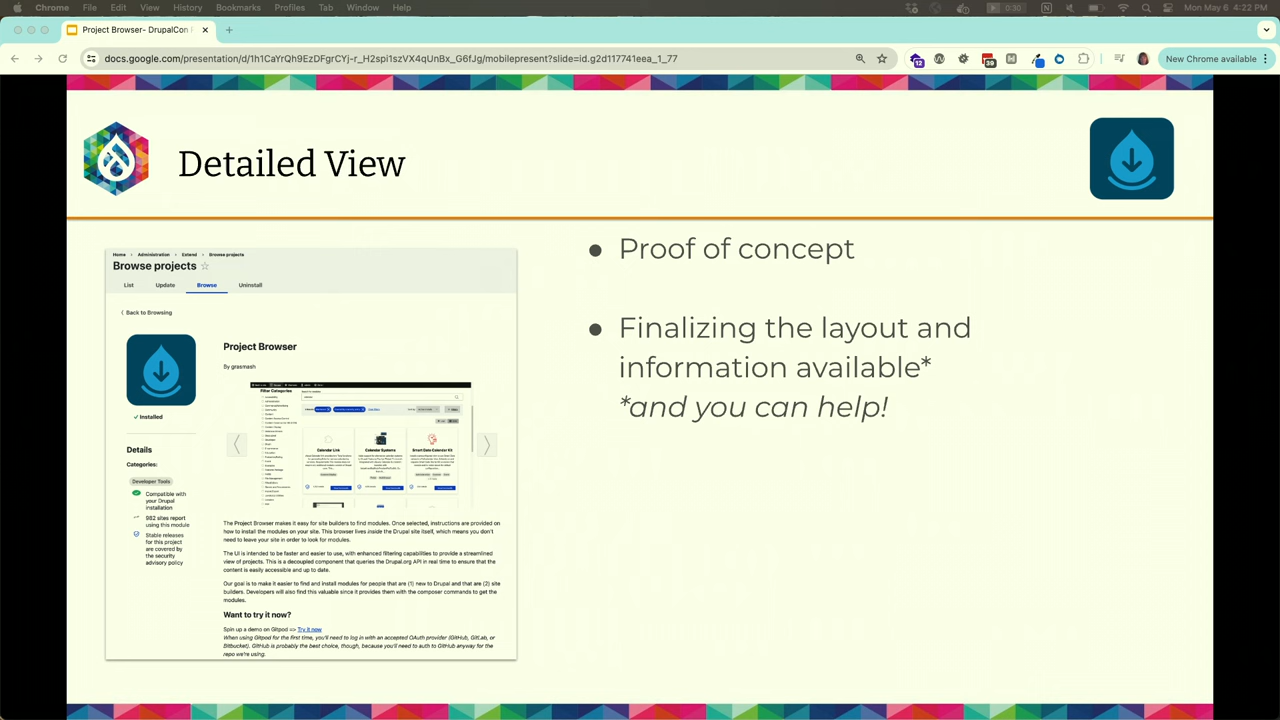 Chrome File Edit View History Bookmarks Profiles Tab Window Help 0:30 Mon May 6 4:22 PM
Project Browser- DrupalCon
docs.google.com/presentation/d/1h1CaYrQh9EzDFgrCYj-r_H2spi1szVX4qUnBx_G6fJg/mobilepresent?slide=id.g2d117741eea_1_77
12
39
New Chrome available
Detailed View
Home Administration Extend Browse projects
Browse projects
List Update Browse Uninstall
Back to Browsing
Installed
Details
Categories:
Developer Tools
Compatible with
your Drupal
installation
982 sites report
using this module
Stable releases
for this project
are covered by
the security
advisory policy
Project Browser
By grasmash
Filter Categories
Calendar Link
Calendar Systems
Smart Date Calendar Kit
The Project Browser makes it easy for site builders to find modules. Once selected, instructions are provided on
how to install the modules on your site. This browser lives inside the Drupal site itself, which means you don't
need to leave your site in order to look for modules.
The UI is intended to be faster and easier to use, with enhanced filtering capabilities to provide a streamlined
view of projects. This is a decoupled component that queries the Drupal.org API in real time to ensure that the
content is easily accessible and up to date.
Our goal is to make it easier to find and install modules for people that are (1) new to Drupal and that are (2) site
builders. Developers will also find this valuable since it provides them with the composer commands to get the
modules.
Want to try it now?
Spin up a demo on Gitpod => Try it now
When using Gitpod for the first time, you'll need to log in with an accepted OAuth provider (GitHub, GitLab, or
Bitbucket). GitHub is probably the best choice, though, because you'll need to auth to GitHub anyway for the
repo we're using.
● Proof of concept
● Finalizing the layout and
information available*
*and you can help!